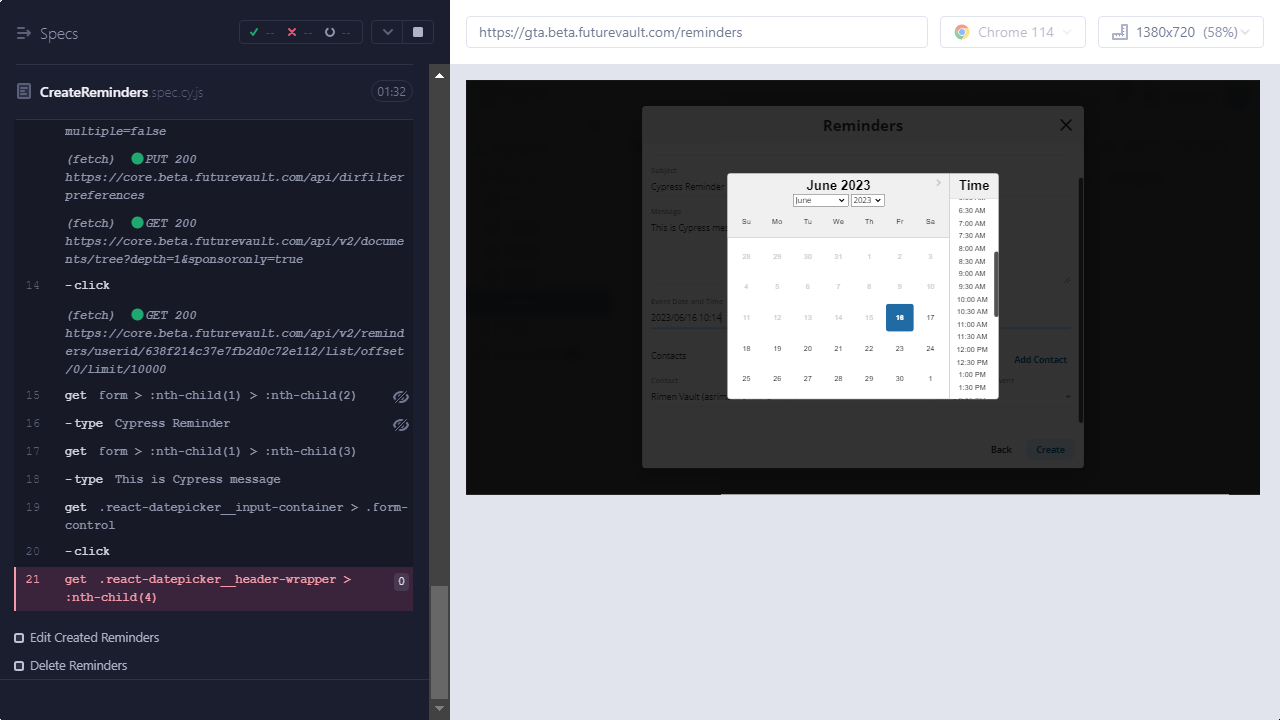 Specs
-- -- --
CreateReminders.spec.cy.js
01:32
multiple=false
(fetch) PUT 200
https://core.beta.futurevault.com/api/dirfilter
preferences
(fetch) GET 200
https://core.beta.futurevault.com/api/v2/docume
nts/tree?depth=1&sponsoronly=true
14 -click
(fetch) GET 200
https://core.beta.futurevault.com/api/v2/remind
ers/userid/638f214c37e7fb2d0c72e112/list/offset
/0/limit/10000
15 get form > :nth-child(1) > :nth-child(2)
16 -type Cypress Reminder
17 get form > :nth-child(1) > :nth-child(3)
18 -type This is Cypress message
19 get .react-datepicker__input-container > .form-
control
20 -click
21 get .react-datepicker__header-wrapper >
:nth-child(4)
0
Edit Created Reminders
Delete Reminders
https://gta.beta.futurevault.com/reminders
Chrome 114
1380x720 (58%)
Reminders
Subject
Cypress Reminder
Message
This is Cypress mes
Event Date and Time
2023/06/16 10:14
Contacts
Add Contact
Contact
Rimen Vault (asrim
Back
Create
June 2023
June 2023
Su Mo Tu We Th Fr Sa
28 29 30 31 1 2 3
4 5 6 7 8 9 10
11 12 13 14 15 16 17
18 19 20 21 22 23 24
25 26 27 28 29 30 1
Time
6:30 AM
7:00 AM
7:30 AM
8:00 AM
8:30 AM
9:00 AM
9:30 AM
10:00 AM
10:30 AM
11:00 AM
11:30 AM
12:00 PM
12:30 PM
1:00 PM
1:30 PM